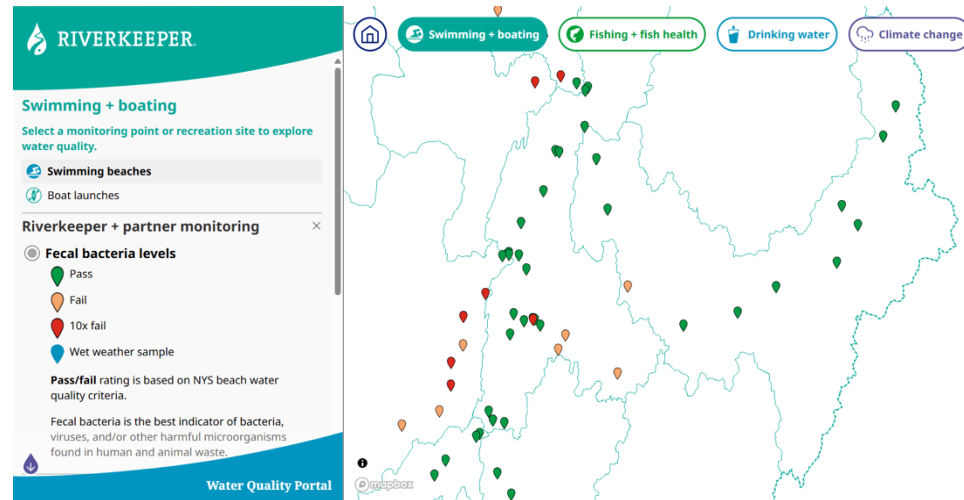 RIVERKEEPER.
Swimming + boating
Select a monitoring point or recreation site to explore
water quality.
Swimming beaches
Boat launches
Riverkeeper + partner monitoring
Fecal bacteria levels
Pass
Fail
10x fail
Wet weather sample
Pass/fail rating is based on NYS beach water
quality criteria.
Fecal bacteria is the best indicator of bacteria,
viruses, and/or other harmful microorganisms
found in human and animal waste.
Water Quality Portal
Swimming + boating
Fishing + fish health
Drinking water
Climate change
mapbox